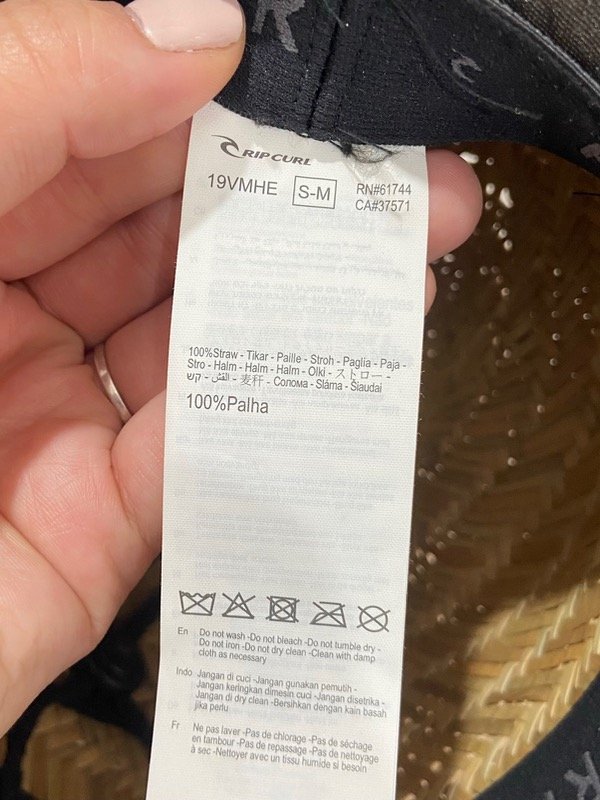 RIP CURL
19VMHE S-M RN#61744
CA#37571
100%Straw - Tikar - Paille - Stroh - Paglia - Paja -
Stro - Halm - Halm - Halm - Olki - ストロー -
קש - القش - 麦秆 - Солома - Sláma - Šiaudai
100%Palha
En Do not wash -Do not bleach -Do not tumble dry -
Do not iron -Do not dry clean -Clean with damp
cloth as necessary
Indo Jangan di cuci -Jangan gunakan pemutih -
Jangan keringkan dimesin cuci -Jangan disetrika -
Jangan di dry clean -Bersihkan dengan kain basah
jika perlu
Fr Ne pas laver -Pas de chlorage -Pas de séchage
en tambour -Pas de repassage -Pas de nettoyage
à sec -Nettoyer avec un tissu humide si besoin